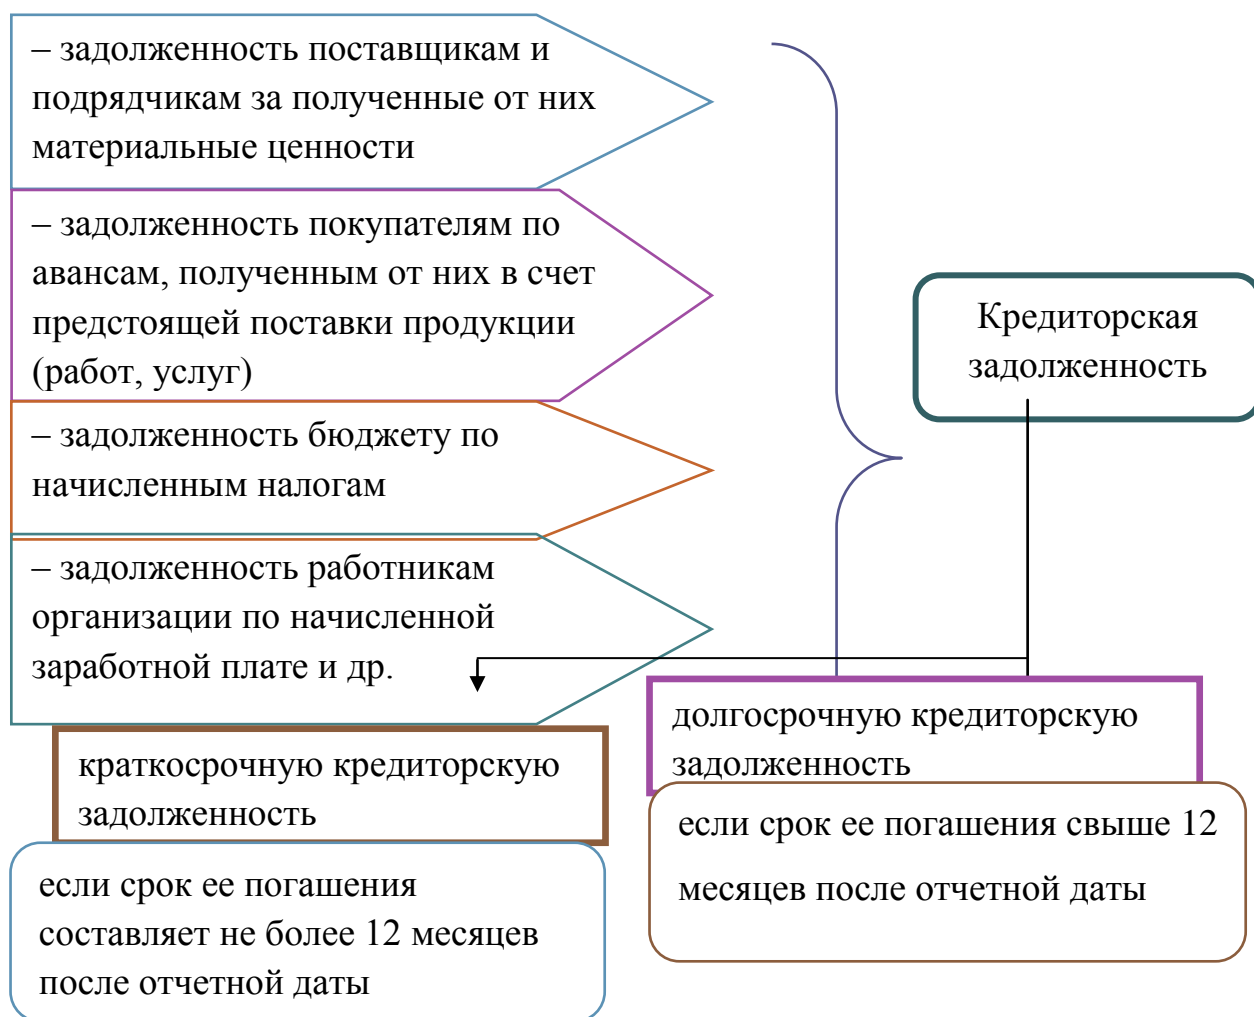 – задолженность поставщикам и
подрядчикам за полученные от них
материальные ценности
– задолженность покупателям по
авансам, полученным от них в счет
предстоящей поставки продукции
(работ, услуг)
– задолженность бюджету по
начисленным налогам
– задолженность работникам
организации по начисленной
заработной плате и др.
Кредиторская
задолженность
краткосрочную кредиторскую
задолженность
если срок ее погашения
составляет не более 12 месяцев
после отчетной даты
долгосрочную кредиторскую
задолженность
если срок ее погашения свыше 12
месяцев после отчетной даты